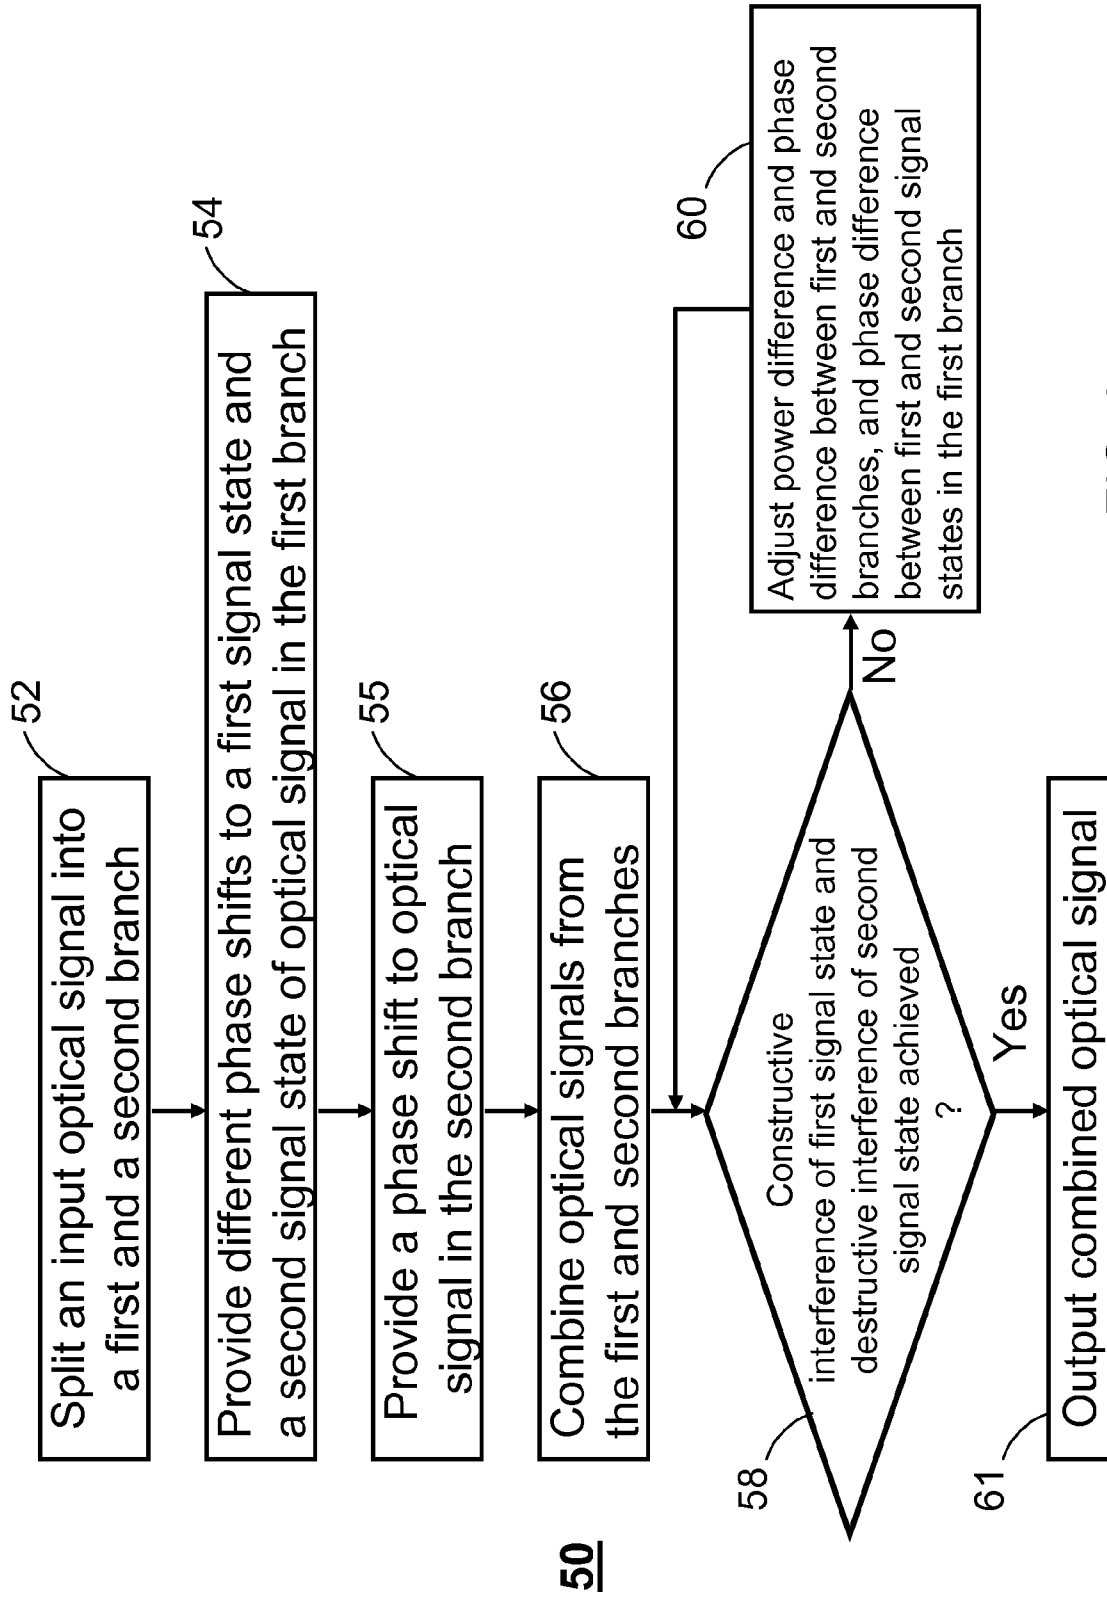 50
52
Split an input optical signal into
a first and a second branch
54
Provide different phase shifts to a first signal state and
a second signal state of optical signal in the first branch
55
Provide a phase shift to optical
signal in the second branch
56
Combine optical signals from
the first and second branches
58
Constructive
interference of first signal state and
destructive interference of second
signal state achieved
?
No
60
Adjust power difference and phase
difference between first and second
branches, and phase difference
between first and second signal
states in the first branch
Yes
61
Output combined optical signal